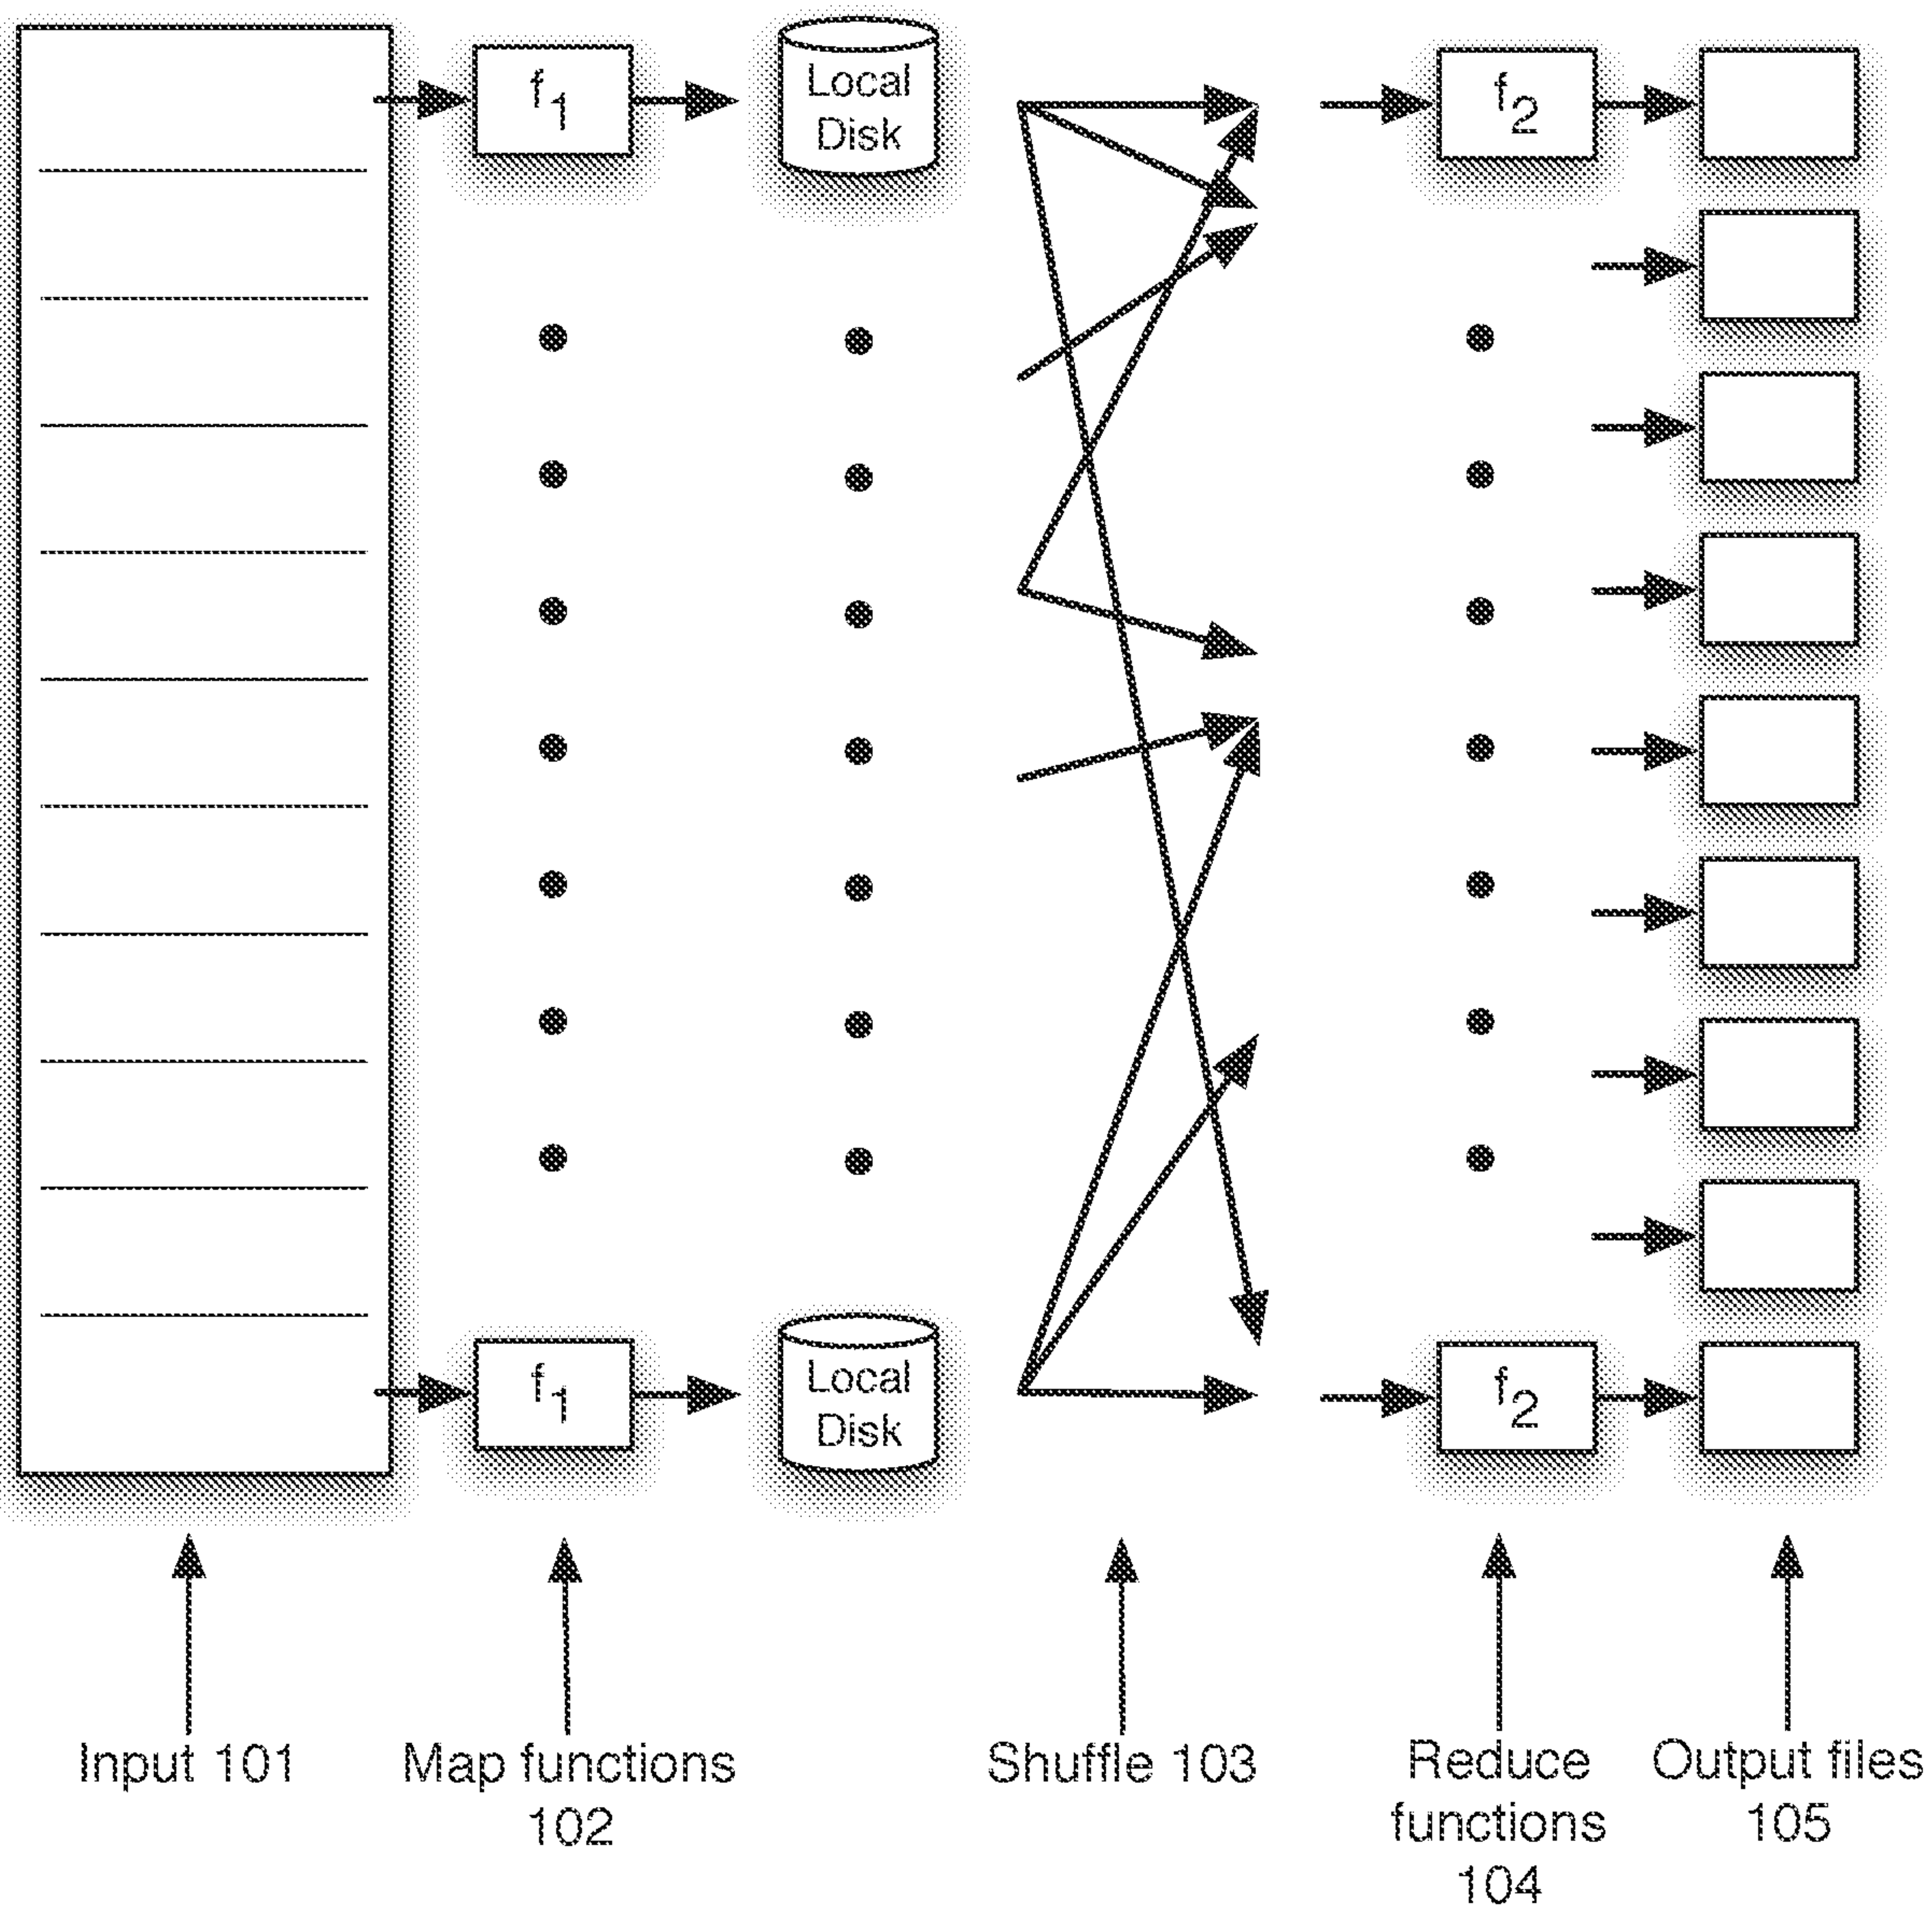 f1
Local
Disk
f2
f1
Local
Disk
f2
Input 101
Map functions
102
Shuffle 103
Reduce
functions
104
Output files
105